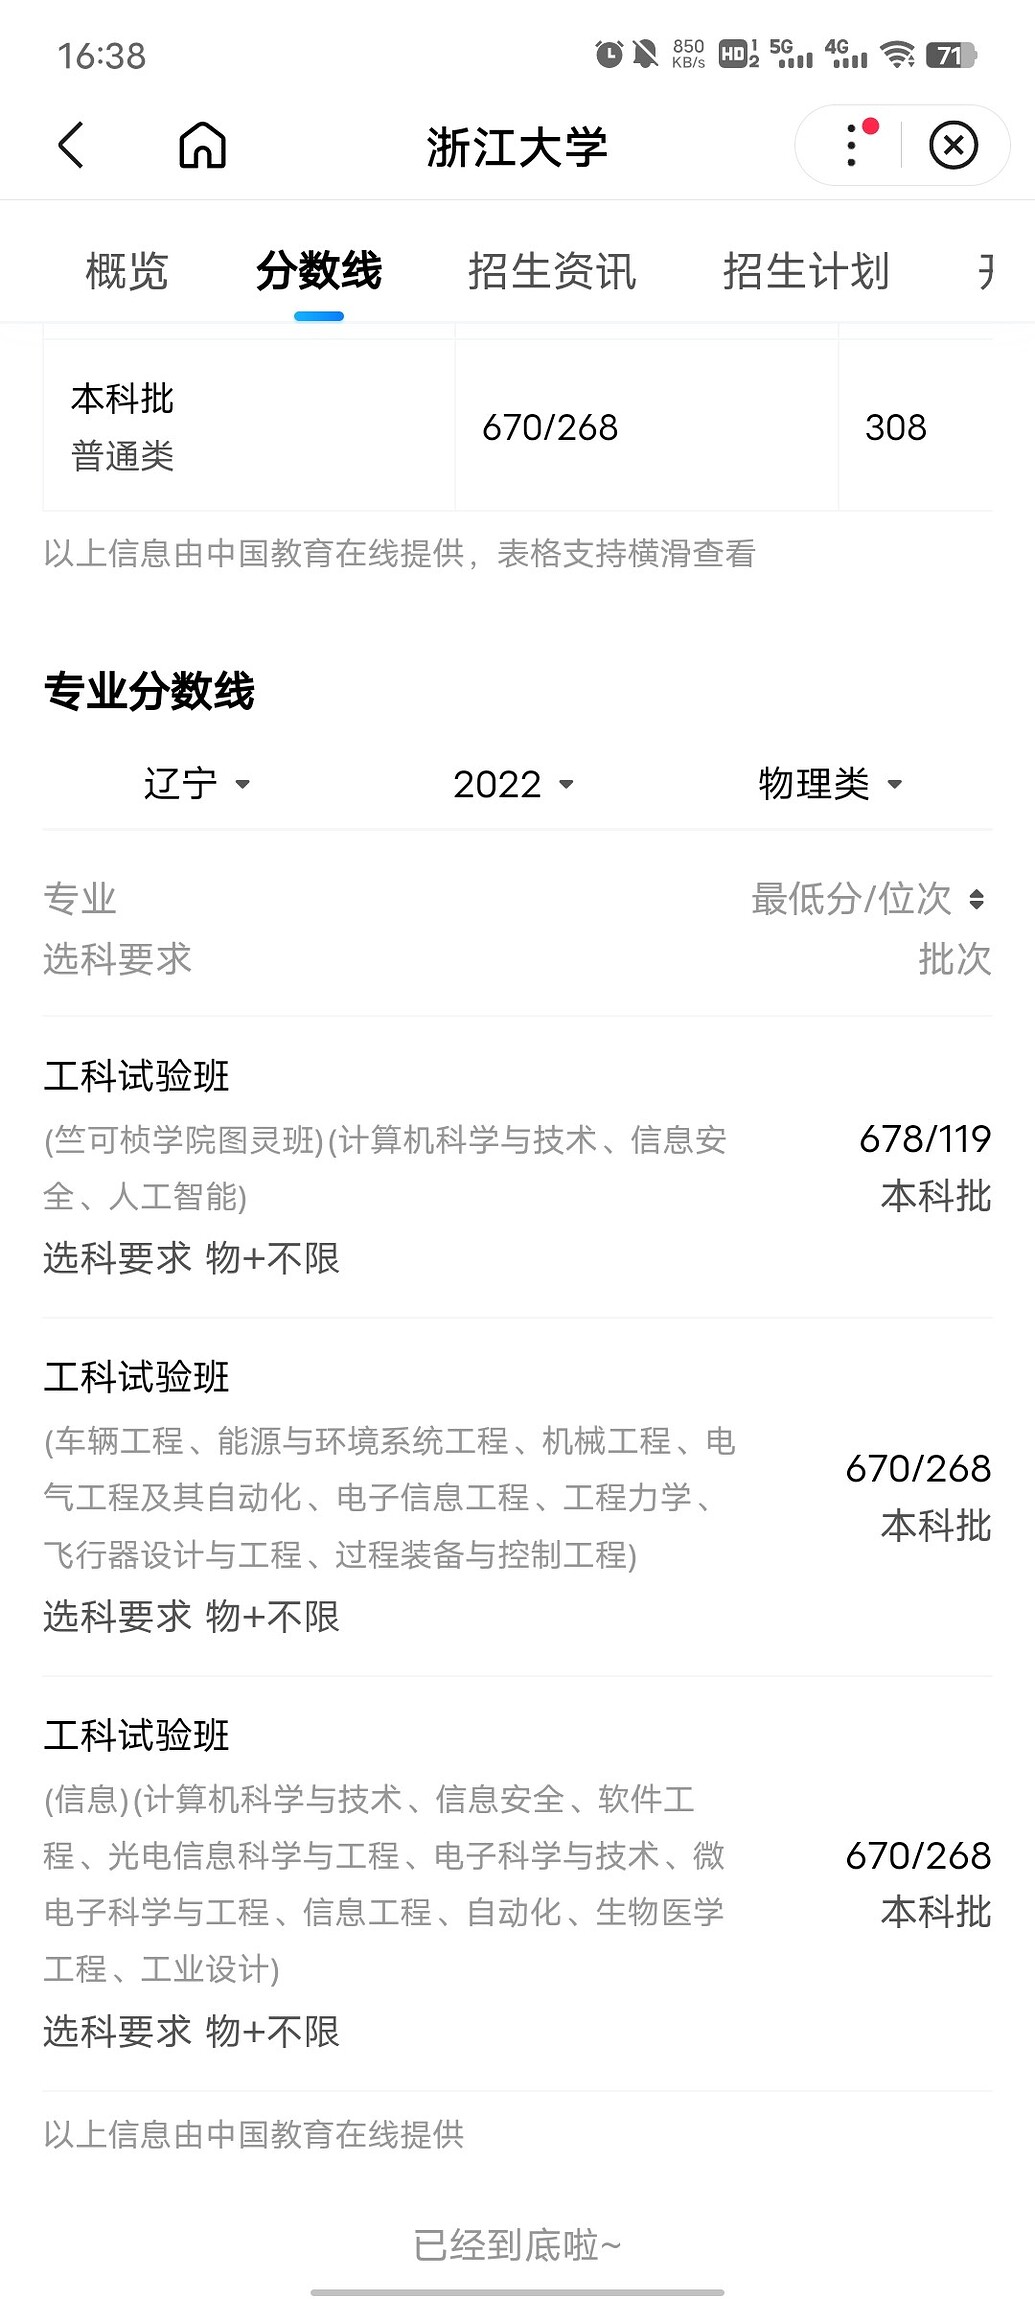 16:38
850
KB/s
HD 1 2
5G
4G
71
浙江大学
概览
分数线
招生资讯
招生计划
本科批
普通类
670/268
308
以上信息由中国教育在线提供，表格支持横滑查看
专业分数线
辽宁
2022
物理类
专业
最低分/位次
选科要求
批次
工科试验班
(竺可桢学院图灵班)(计算机科学与技术、信息安
全、人工智能)
678/119
本科批
选科要求 物+不限
工科试验班
(车辆工程、能源与环境系统工程、机械工程、电
气工程及其自动化、电子信息工程、工程力学、
飞行器设计与工程、过程装备与控制工程)
670/268
本科批
选科要求 物+不限
工科试验班
(信息)(计算机科学与技术、信息安全、软件工
程、光电信息科学与工程、电子科学与技术、微
电子科学与工程、信息工程、自动化、生物医学
工程、工业设计)
670/268
本科批
选科要求 物+不限
以上信息由中国教育在线提供
已经到底啦~